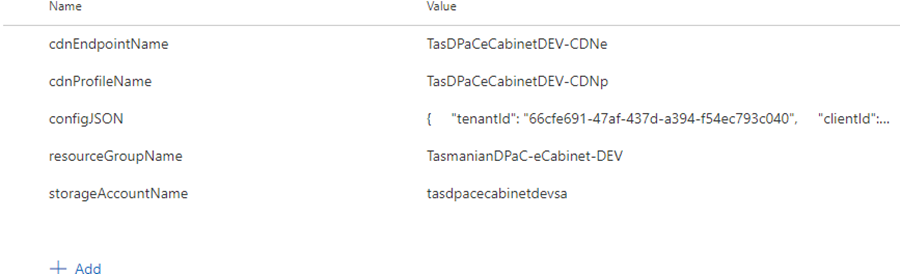 Name Value
cdnEndpointName TasDPaCeCabinetDEV-CDNe
cdnProfileName TasDPaCeCabinetDEV-CDNp
configJSON { "tenantId": "66cfe691-47af-437d-a394-f54ec793c040", "clientId":...
resourceGroupName TasmanianDPaC-eCabinet-DEV
storageAccountName tasdpacecabinetdevsa
+ Add